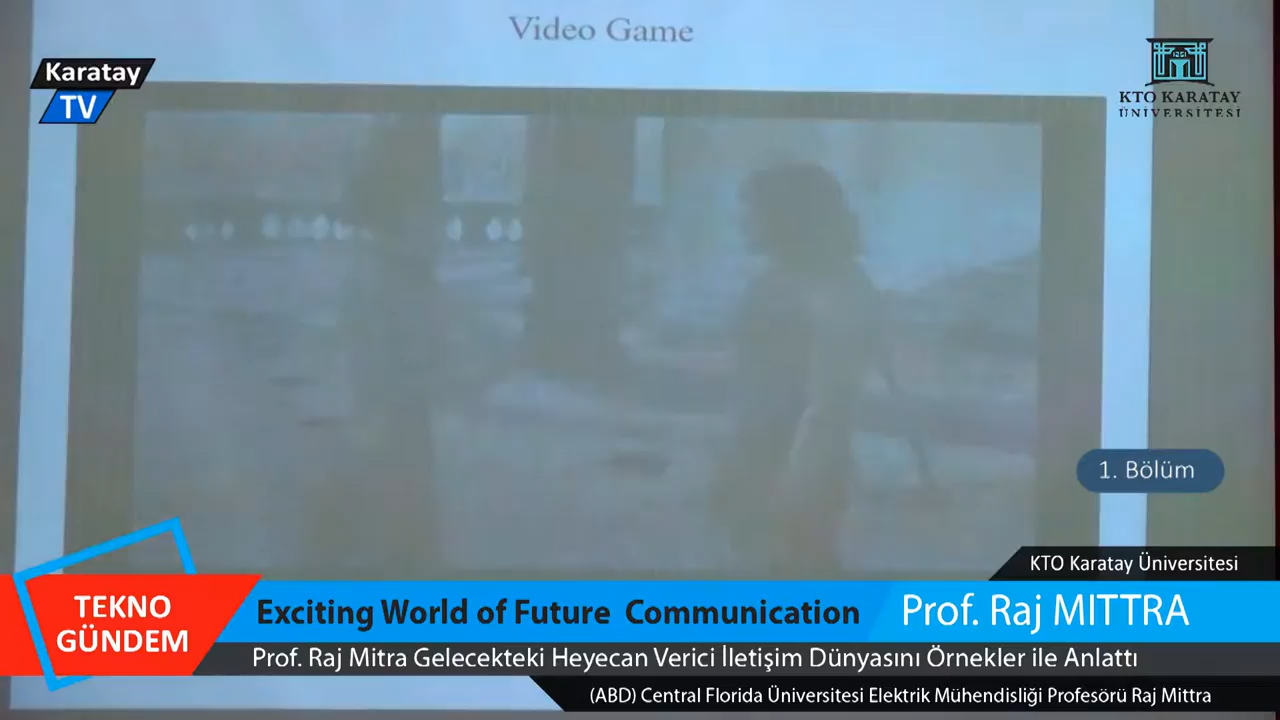 Video Game
Karatay
TV
KTO KARATAY
ÜNİVERSİTESİ
1. Bölüm
KTO Karatay Üniversitesi
TEKNO
GÜNDEM
Exciting World of Future Communication
Prof. Raj MITTRA
Prof. Raj Mitra Gelecekteki Heyecan Verici İletişim Dünyasını Örnekler ile Anlattı
(ABD) Central Florida Üniversitesi Elektrik Mühendisliği Profesörü Raj Mittra